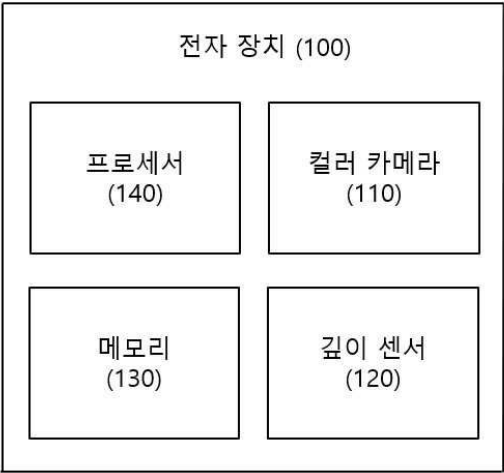 전자 장치 (100)
프로세서
(140)
컬러 카메라
(110)
메모리
(130)
깊이 센서
(120)